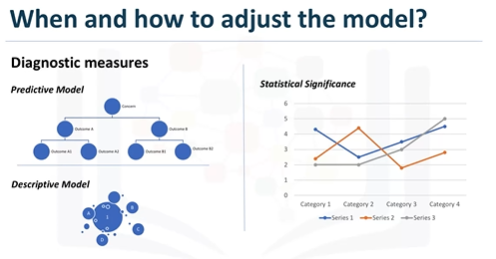 When and how to adjust the model?
Diagnostic measures
Predictive Model
Outcome A
Outcome B
Outcome A1
Outcome A2
Outcome B1
Outcome B2
Descriptive Model
A
B
1
C
D
Statistical Significance
6
5
4
3
2
1
0
Category 1 Category 2 Category 3 Category 4
Series 1 Series 2 Series 3